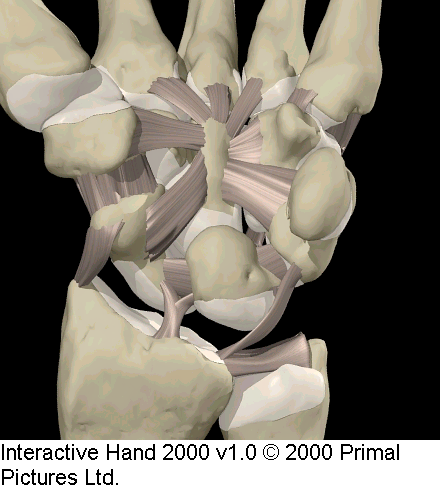 Interactive Hand 2000 v1.0 © 2000 Primal
Pictures Ltd.